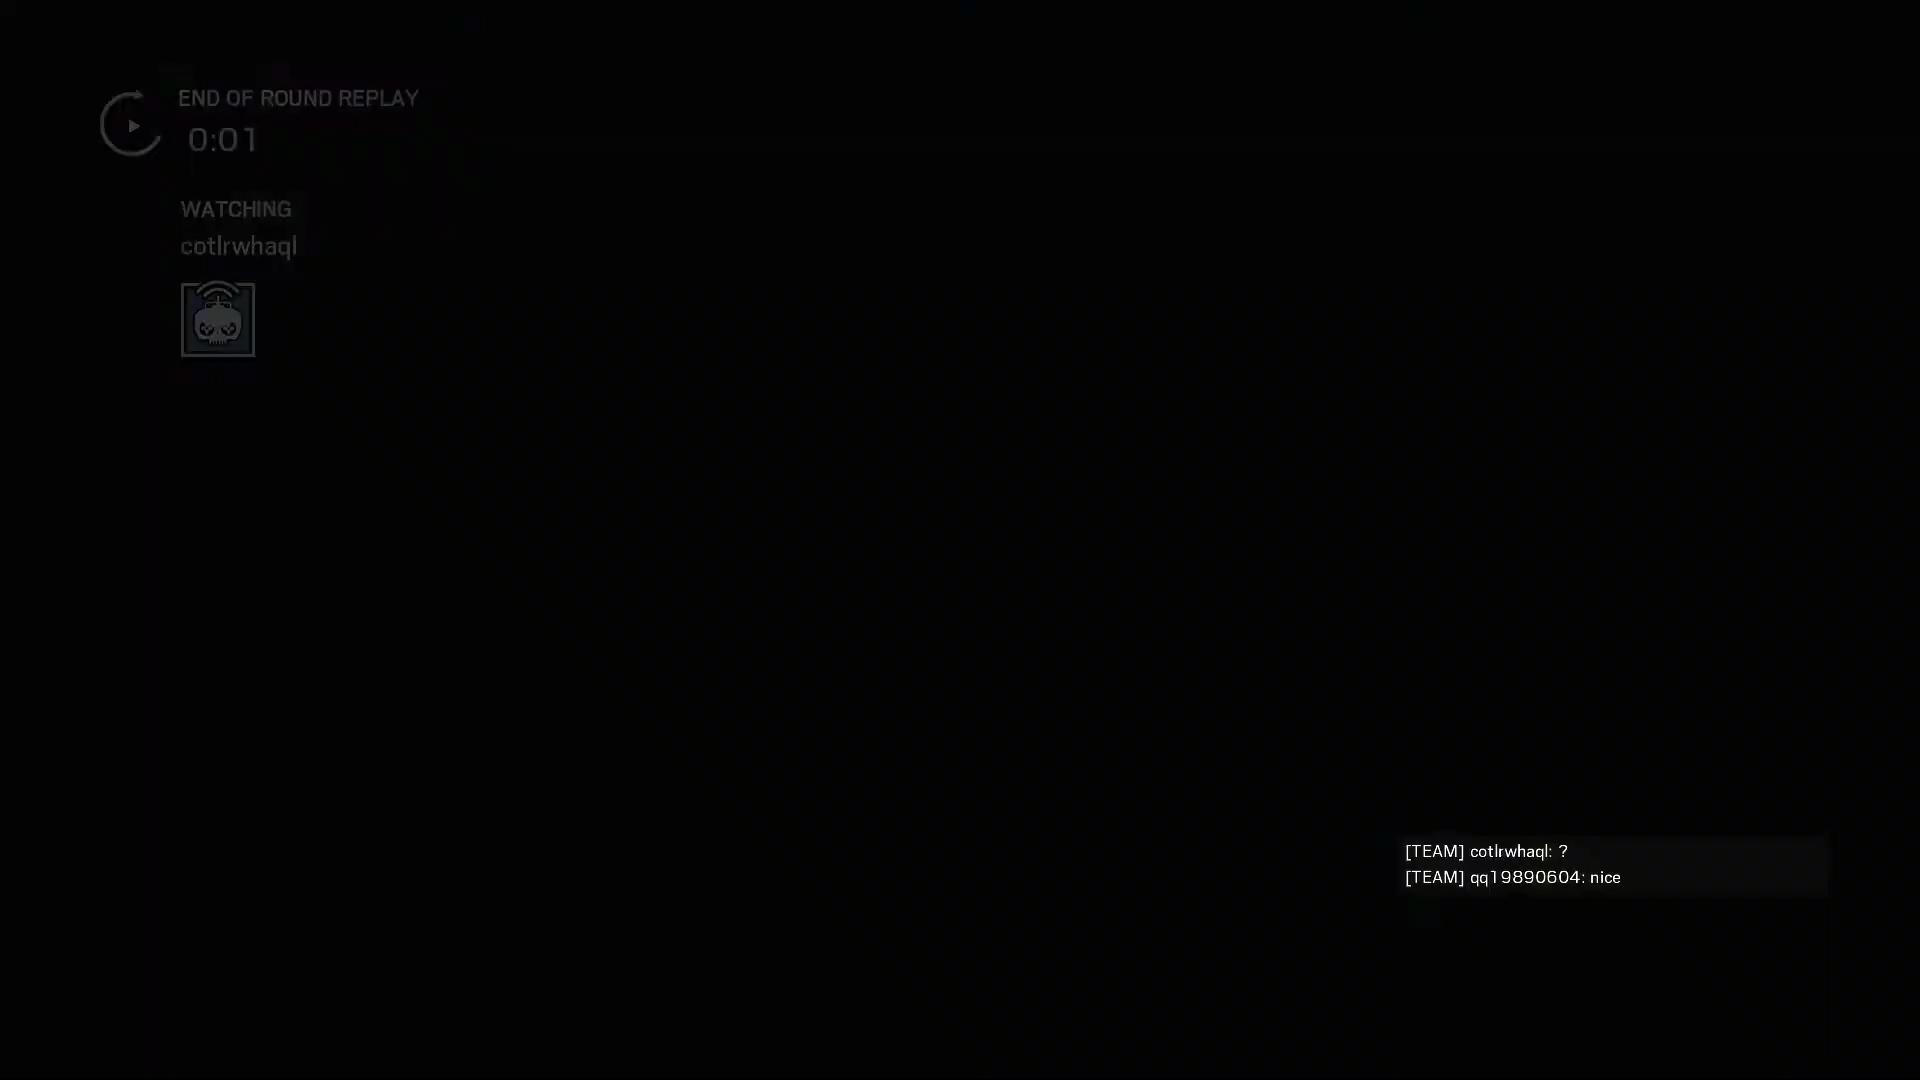 END OF ROUND REPLAY
0:01
WATCHING
cotlrwhaql
[TEAM] cotlrwhaql: ?
[TEAM] qq19890604: nice